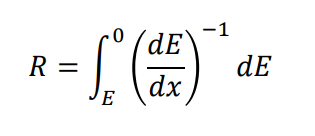 R = ∫_E^0 (dE/dx)^{-1} dE